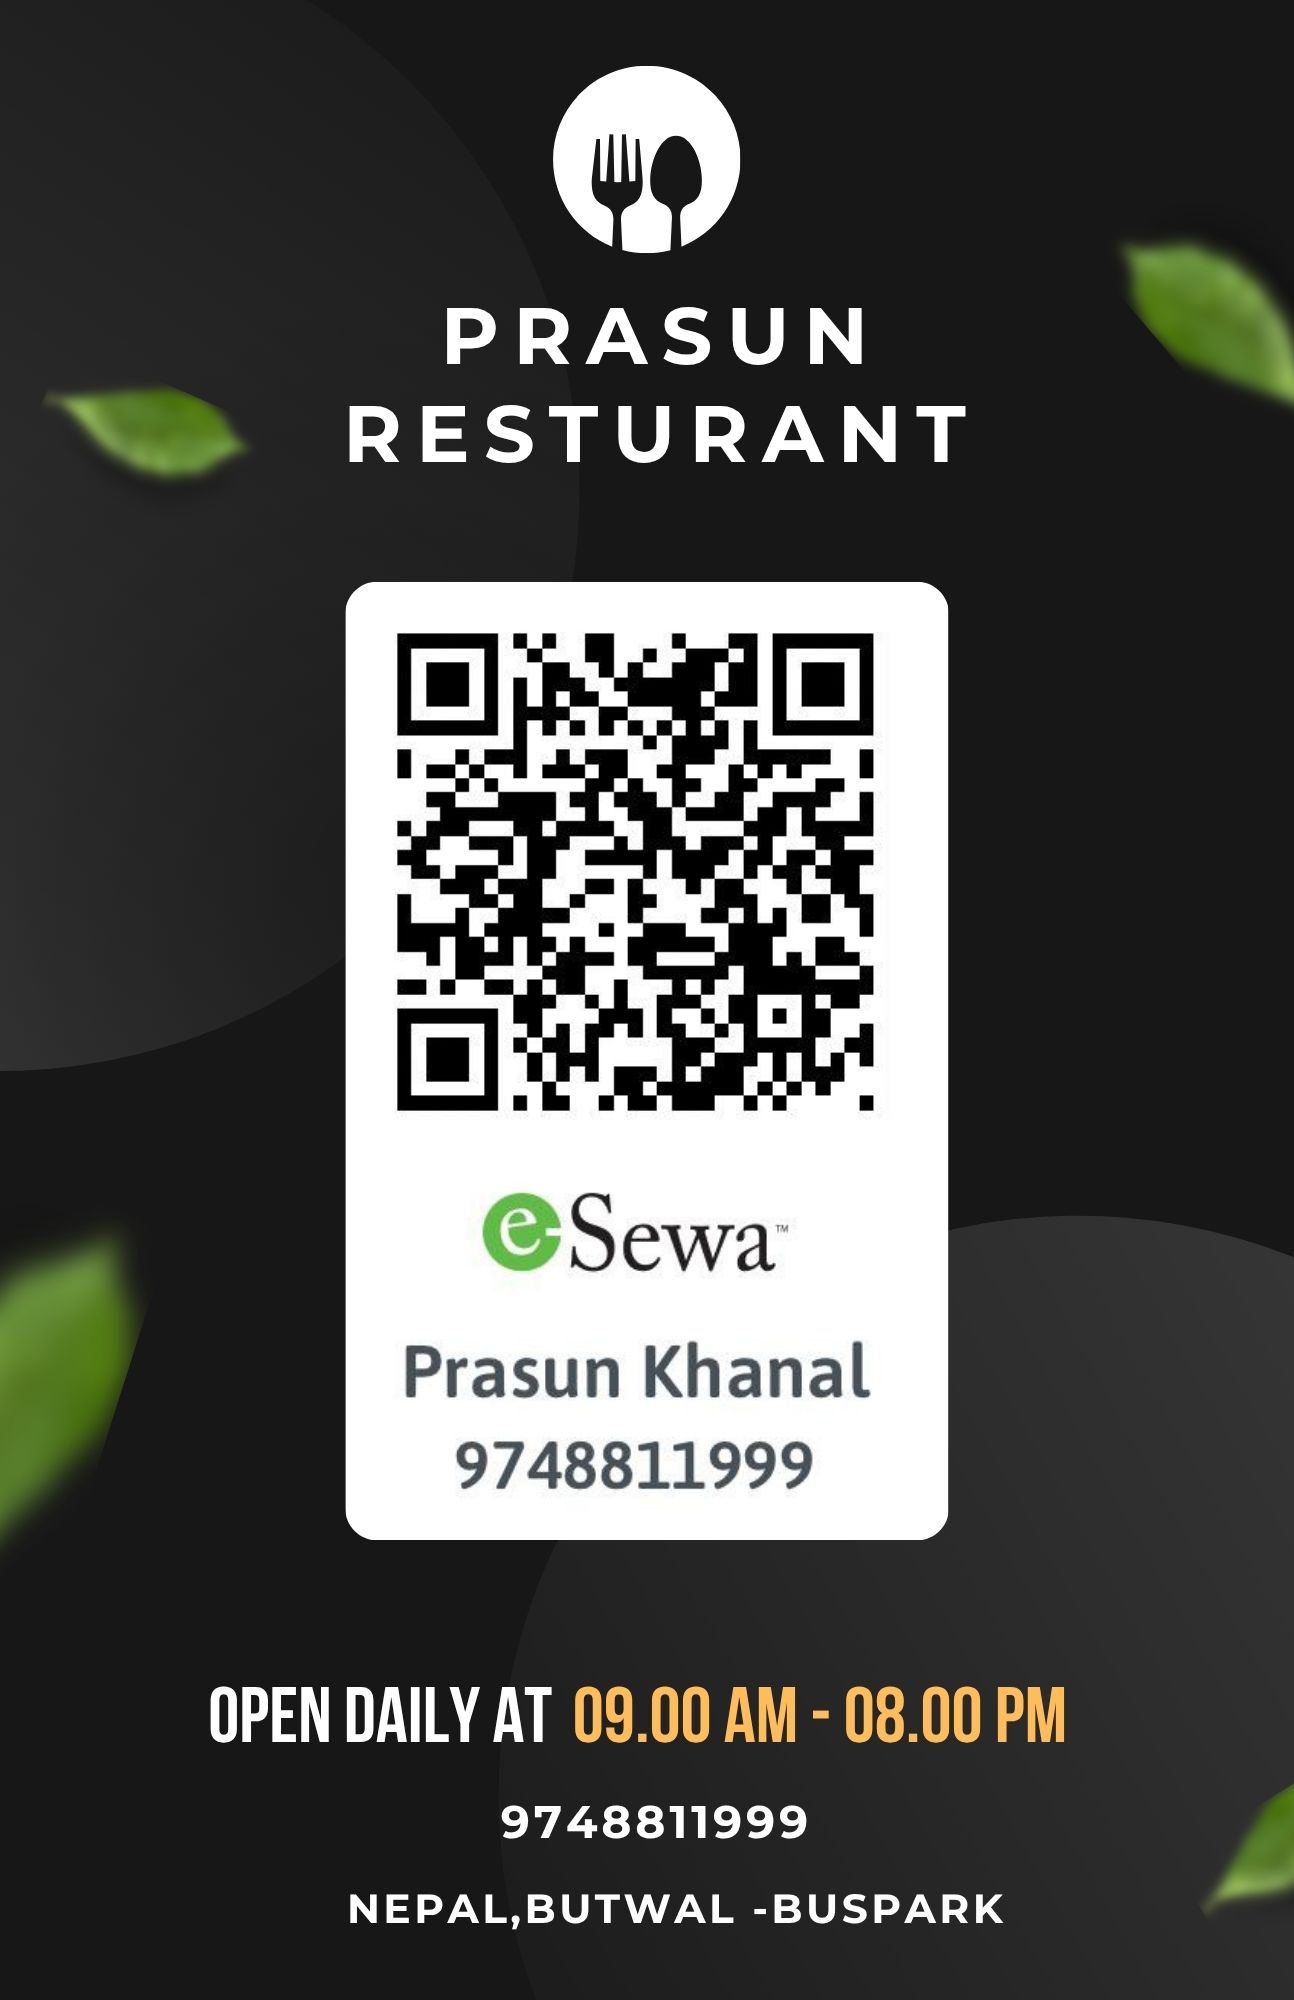 PRASUN
RESTURANT
e-Sewa™
Prasun Khanal
9748811999
OPEN DAILY AT 09.00 AM - 08.00 PM
9748811999
NEPAL,BUTWAL -BUSPARK